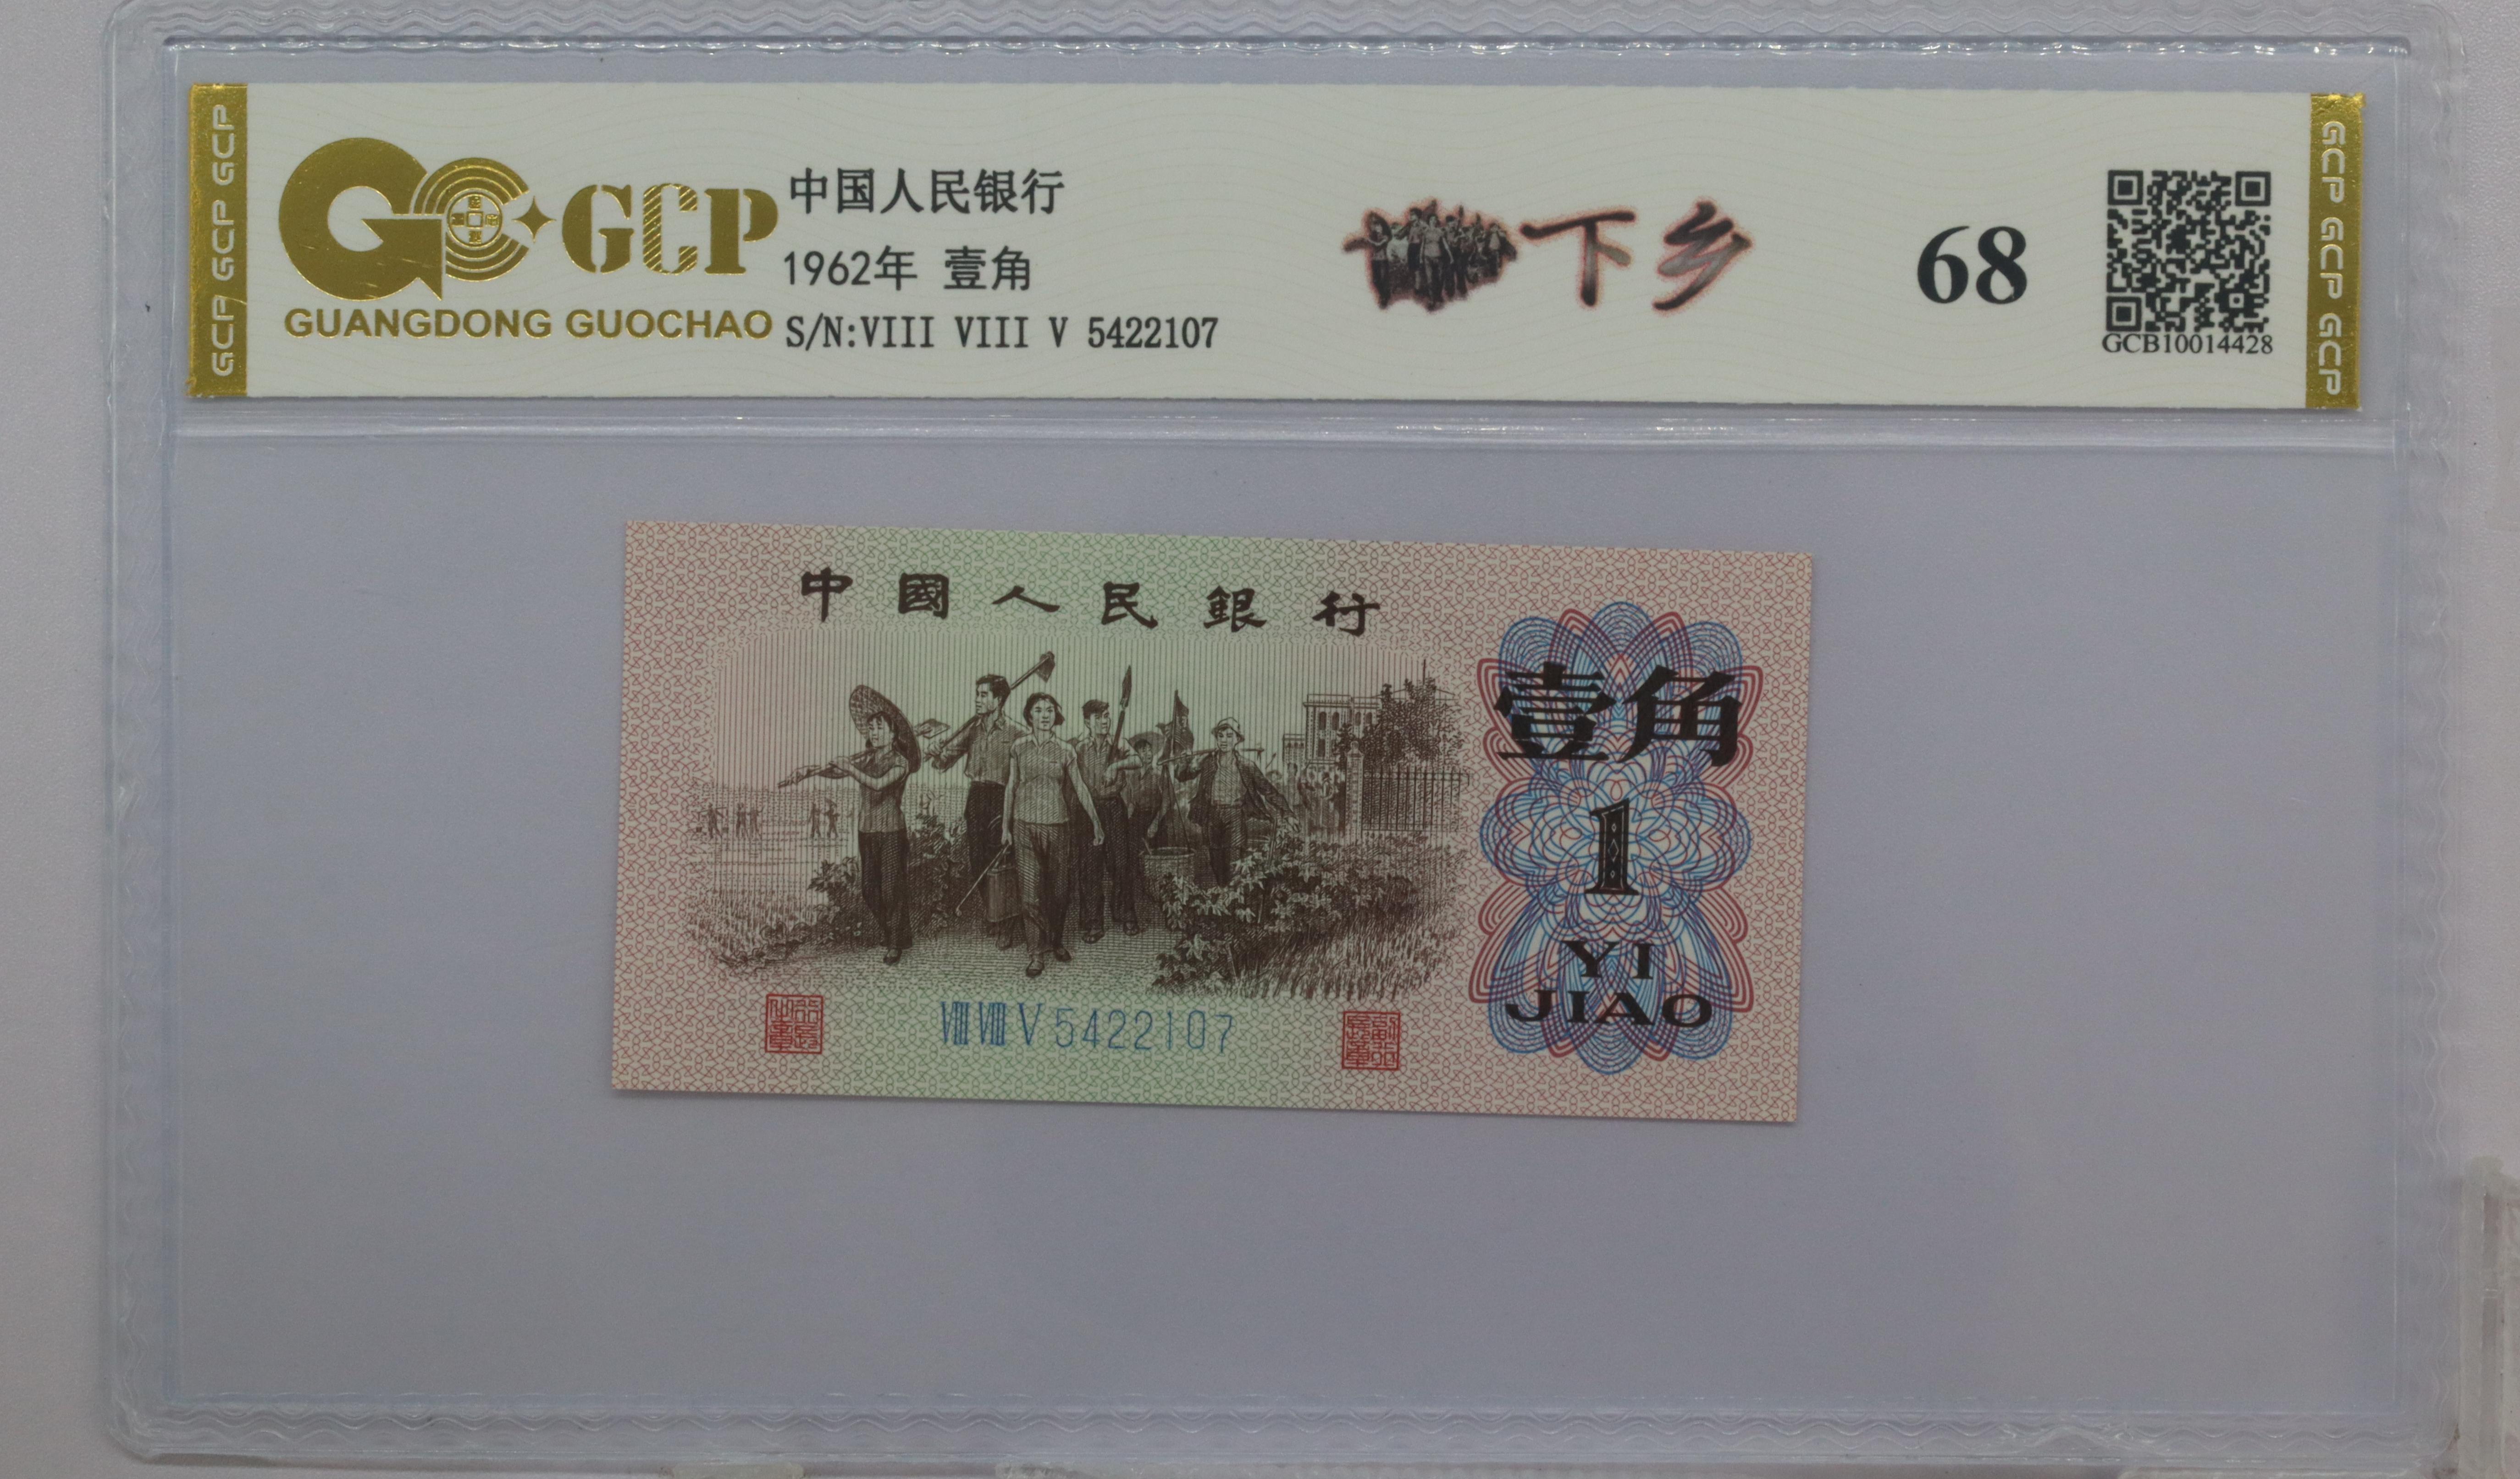 GCP GCP GCP
GCP
GUANGDONG GUOCHAO
中国人民银行
1962年 壹角
S/N:VIII VIII V 5422107
下乡
68
GCB10014428
GCP GCP GCP
中國人民銀行
壹角
1
YI
JIAO
VIII VIII V 5422107